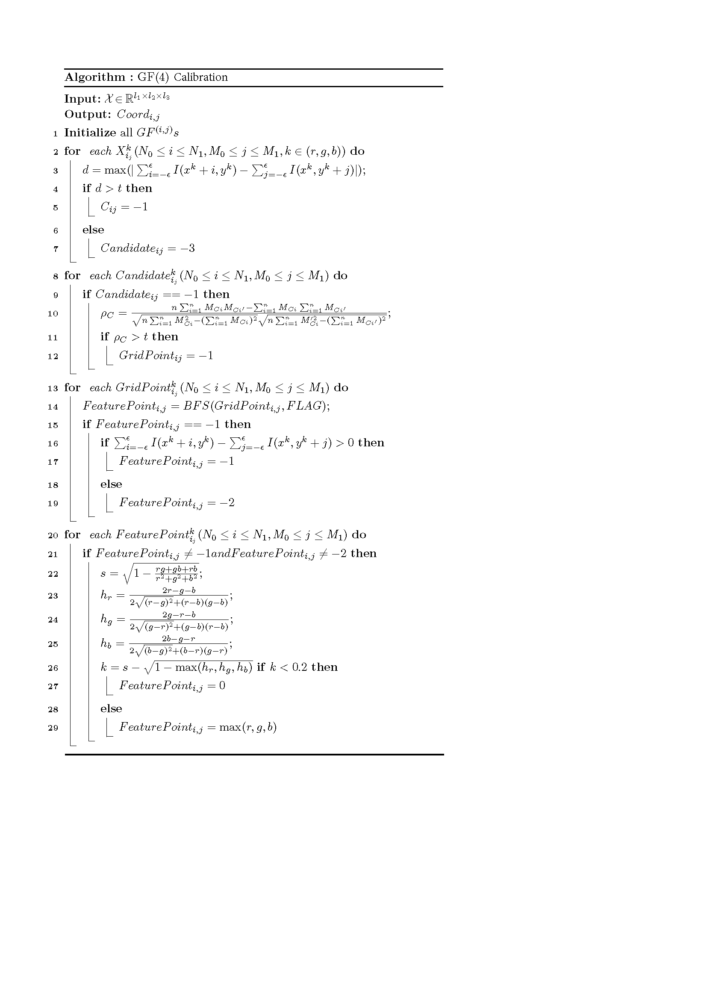 Algorithm : GF(4) Calibration
Input: $\mathcal{X} \in \mathbb{R}^{l_1 \times l_2 \times l_3}$
Output: $Coord_{i,j}$
1 Initialize all $GF^{(i,j)}s$
2 for each $X_{i_j}^k (N_0 \leq i \leq N_1, M_0 \leq j \leq M_1, k \in (r, g, b))$ do
3 $d = \max(|\sum_{i=-\epsilon}^{\epsilon} I(x^k + i, y^k) - \sum_{j=-\epsilon}^{\epsilon} I(x^k, y^k + j)|);$
4 if $d > t$ then
5 $C_{ij} = -1$
6 else
7 $Candidate_{ij} = -3$
8 for each $Candidate_{i_j}^k (N_0 \leq i \leq N_1, M_0 \leq j \leq M_1)$ do
9 if $Candidate_{ij} == -1$ then
10 $\rho_C = \frac{n \sum_{i=1}^n M_{Ci} M_{Ci'} - \sum_{i=1}^n M_{Ci} \sum_{i=1}^n M_{Ci'}}{\sqrt{n \sum_{i=1}^n M_{Ci}^2 - (\sum_{i=1}^n M_{Ci})^2} \sqrt{n \sum_{i=1}^n M_{Ci}'^2 - (\sum_{i=1}^n M_{Ci'})^2}};$
11 if $\rho_C > t$ then
12 $GridPoint_{ij} = -1$
13 for each $GridPoint_{i_j}^k (N_0 \leq i \leq N_1, M_0 \leq j \leq M_1)$ do
14 $FeaturePoint_{i,j} = BFS(GridPoint_{i,j}, FLAG);$
15 if $FeaturePoint_{i,j} == -1$ then
16 if $\sum_{i=-\epsilon}^{\epsilon} I(x^k + i, y^k) - \sum_{j=-\epsilon}^{\epsilon} I(x^k, y^k + j) > 0$ then
17 $FeaturePoint_{i,j} = -1$
18 else
19 $FeaturePoint_{i,j} = -2$
20 for each $FeaturePoint_{i_j}^k (N_0 \leq i \leq N_1, M_0 \leq j \leq M_1)$ do
21 if $FeaturePoint_{i,j} \neq -1 and FeaturePoint_{i,j} \neq -2$ then
22 $s = \sqrt{1 - \frac{rg+gb+rb}{r^2+g^2+b^2}};$
23 $h_r = \frac{2r-g-b}{2\sqrt{(r-g)^2}+(r-b)(g-b)};$
24 $h_g = \frac{2g-r-b}{2\sqrt{(g-r)^2}+(g-b)(r-b)};$
25 $h_b = \frac{2b-g-r}{2\sqrt{(b-g)^2}+(b-r)(g-r)};$
26 $k = s - \sqrt{1 - \max(h_r, h_g, h_b)}$ if $k < 0.2$ then
27 $FeaturePoint_{i,j} = 0$
28 else
29 $FeaturePoint_{i,j} = \max(r, g, b)$